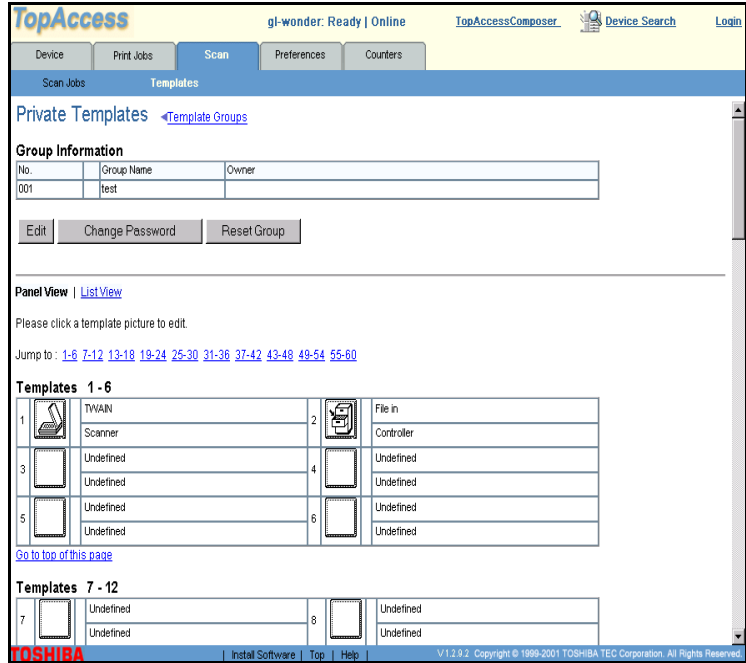 TopAccess gl-wonder: Ready | Online TopAccessComposer Device Search Login
Device Print Jobs Scan Preferences Counters
Scan Jobs Templates
Private Templates Template Groups
Group Information
No. Group Name Owner
001 test
Edit Change Password Reset Group
Panel View | List View
Please click a template picture to edit.
Jump to : 1-6 7-12 13-18 19-24 25-30 31-36 37-42 43-48 49-54 55-60
Templates 1 - 6
1 TWAIN Scanner 2 File in Controller
3 Undefined Undefined 4 Undefined Undefined
5 Undefined Undefined 6 Undefined Undefined
Go to top of this page
Templates 7 - 12
7 Undefined Undefined 8 Undefined Undefined
TOSHIBA | Install Software | Top | Help | V1.2.9.2 Copyright © 1999-2001 TOSHIBA TEC Corporation. All Rights Reserved.